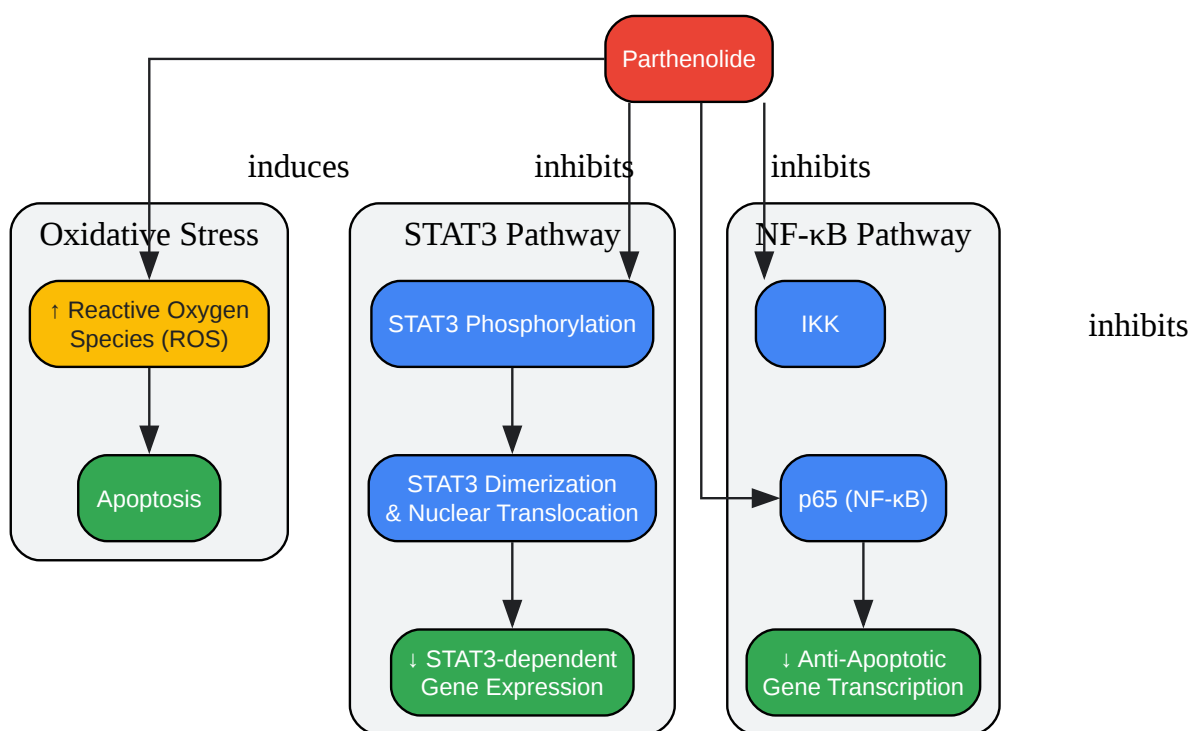 Parthenolide
induces
inhibits
inhibits
Oxidative Stress
STAT3 Pathway
NF-κB Pathway
↑ Reactive Oxygen
Species (ROS)
STAT3 Phosphorylation
IKK
inhibits
Apoptosis
STAT3 Dimerization
& Nuclear Translocation
p65 (NF-κB)
↓ STAT3-dependent
Gene Expression
↓ Anti-Apoptotic
Gene Transcription